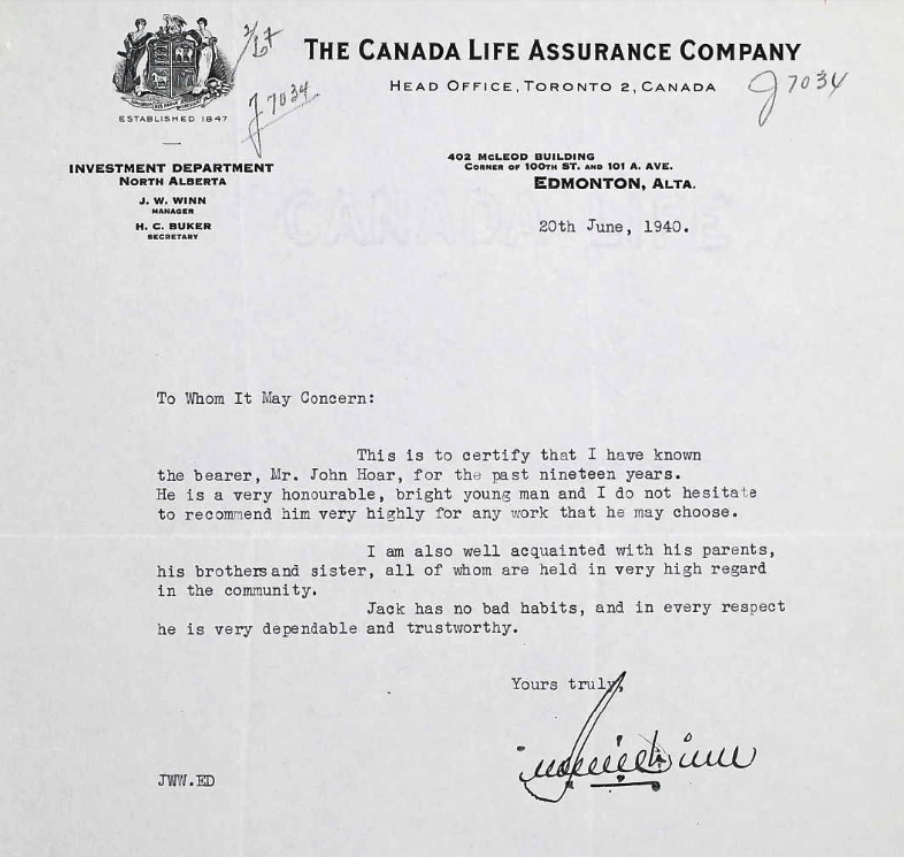 THE CANADA LIFE ASSURANCE COMPANY
HEAD OFFICE, TORONTO 2, CANADA
J 7034
J 7034
ESTABLISHED 1847
INVESTMENT DEPARTMENT
NORTH ALBERTA
J. W. WINN
MANAGER
H. C. BUKER
SECRETARY
402 MCLEOD BUILDING
CORNER OF 100TH ST. AND 101 A. AVE.
EDMONTON, ALTA.
CANADA LIFE
20th June, 1940.
To Whom It May Concern:
This is to certify that I have known
the bearer, Mr. John Hoar, for the past nineteen years.
He is a very honourable, bright young man and I do not hesitate
to recommend him very highly for any work that he may choose.
I am also well acquainted with his parents,
his brothers and sister, all of whom are held in very high regard
in the community.
Jack has no bad habits, and in every respect
he is very dependable and trustworthy.
Yours truly,
JWW.ED